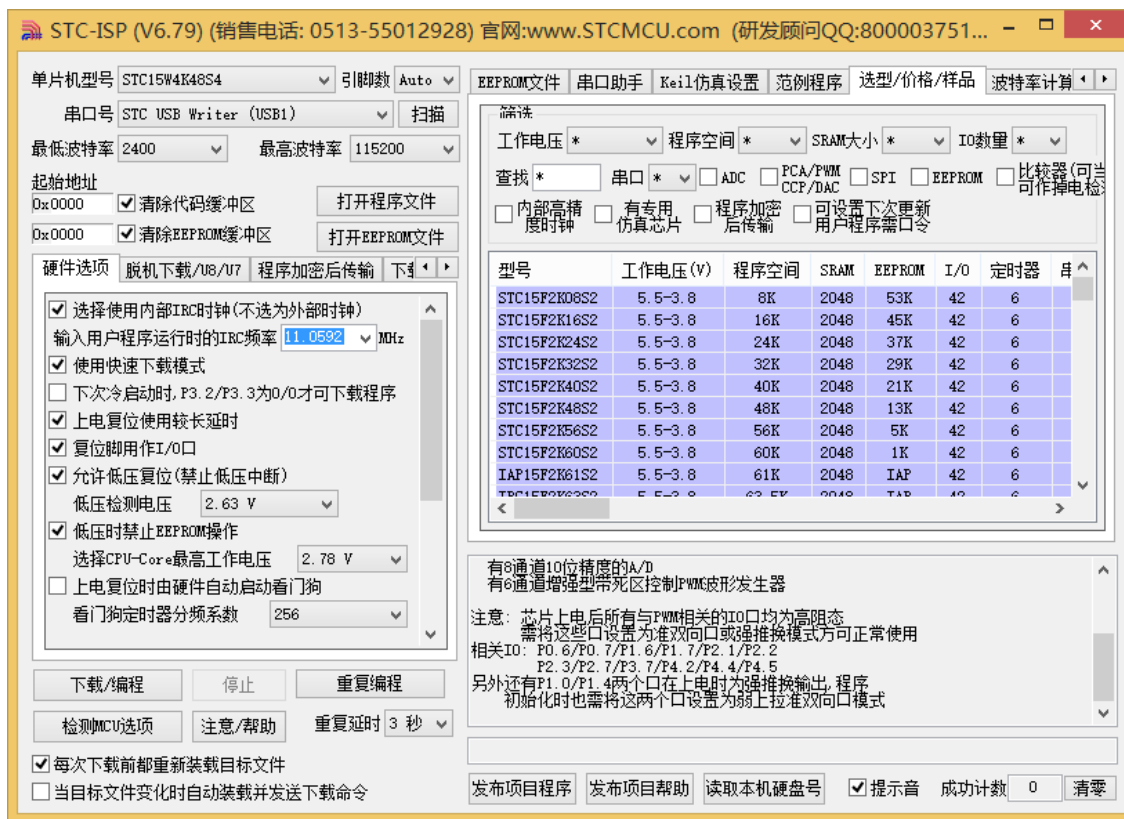 STC-ISP (V6.79) (销售电话: 0513-55012928) 官网:www.STCMCU.com (研发顾问QQ:800003751...
单片机型号 STC15W4K48S4 引脚数 Auto
串口号 STC USB Writer (USB1) 扫描
最低波特率 2400 最高波特率 115200
起始地址
0x0000 清除代码缓冲区 打开程序文件
0x0000 清除EEPROM缓冲区 打开EEPROM文件
硬件选项 脱机下载/U8/U7 程序加密后传输
选择使用内部IRC时钟(不选为外部时钟)
输入用户程序运行时的IRC频率 11.0592 MHz
使用快速下载模式
下次冷启动时,P3.2/P3.3为0/0才可下载程序
上电复位使用较长延时
复位脚用作I/O口
允许低压复位(禁止低压中断)
低压检测电压 2.63 V
低压时禁止EEPROM操作
选择CPU-Core最高工作电压 2.78 V
上电复位时由硬件自动启动看门狗
看门狗定时器分频系数 256
下载/编程 停止 重复编程
检测MCU选项 注意/帮助 重复延时 3 秒
每次下载前都重新装载目标文件
当目标文件变化时自动装载并发送下载命令
EEPROM文件 串口助手 Keil仿真设置 范例程序 选型/价格/样品 波特率计算
筛选
工作电压 * 程序空间 * SRAM大小 * IO数量 *
查找 * 串口 * ADC PCA/PWM CCP/DAC SPI EEPROM 比较器(可当 可作掉电检
内部高精度时钟 有专用仿真芯片 程序加密后传输 可设置下次更新用户程序需口令
型号 工作电压(V) 程序空间 SRAM EEPROM I/O 定时器 串
STC15F2K08S2 5.5-3.8 8K 2048 53K 42 6
STC15F2K16S2 5.5-3.8 16K 2048 45K 42 6
STC15F2K24S2 5.5-3.8 24K 2048 37K 42 6
STC15F2K32S2 5.5-3.8 32K 2048 29K 42 6
STC15F2K40S2 5.5-3.8 40K 2048 21K 42 6
STC15F2K48S2 5.5-3.8 48K 2048 13K 42 6
STC15F2K56S2 5.5-3.8 56K 2048 5K 42 6
STC15F2K60S2 5.5-3.8 60K 2048 1K 42 6
IAP15F2K61S2 5.5-3.8 61K 2048 IAP 42 6
有8通道10位精度的A/D
有6通道增强型带死区控制PWM波形发生器
注意: 芯片上电后所有与PWM相关的IO口均为高阻态
需将这些口设置为准双向口或强推挽模式方可正常使用
相关IO: P0.6/P0.7/P1.6/P1.7/P2.1/P2.2
P2.3/P2.7/P3.7/P4.2/P4.4/P4.5
另外还有P1.0/P1.4两个口在上电时为强推挽输出,程序
初始化时也需将这两个口设置为弱上拉准双向口模式
发布项目程序 发布项目帮助 读取本机硬盘号 提示音 成功计数 0 清零